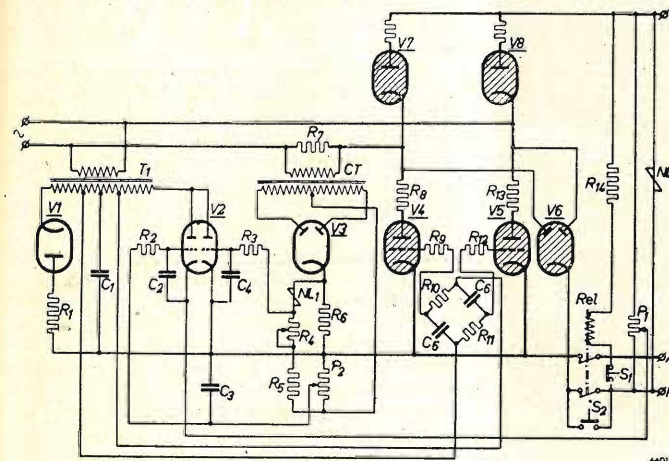 V7
V8
~
R7
T1
CT
R14
NL
V1
V2
V3
R8
V4
R13
V5
V6
R2
R3
R9
R12
C1
C2
C4
NL1
R10
C6
Rel
P1
R1
R4
R6
C6
R11
S1
C3
R5
P2
S2